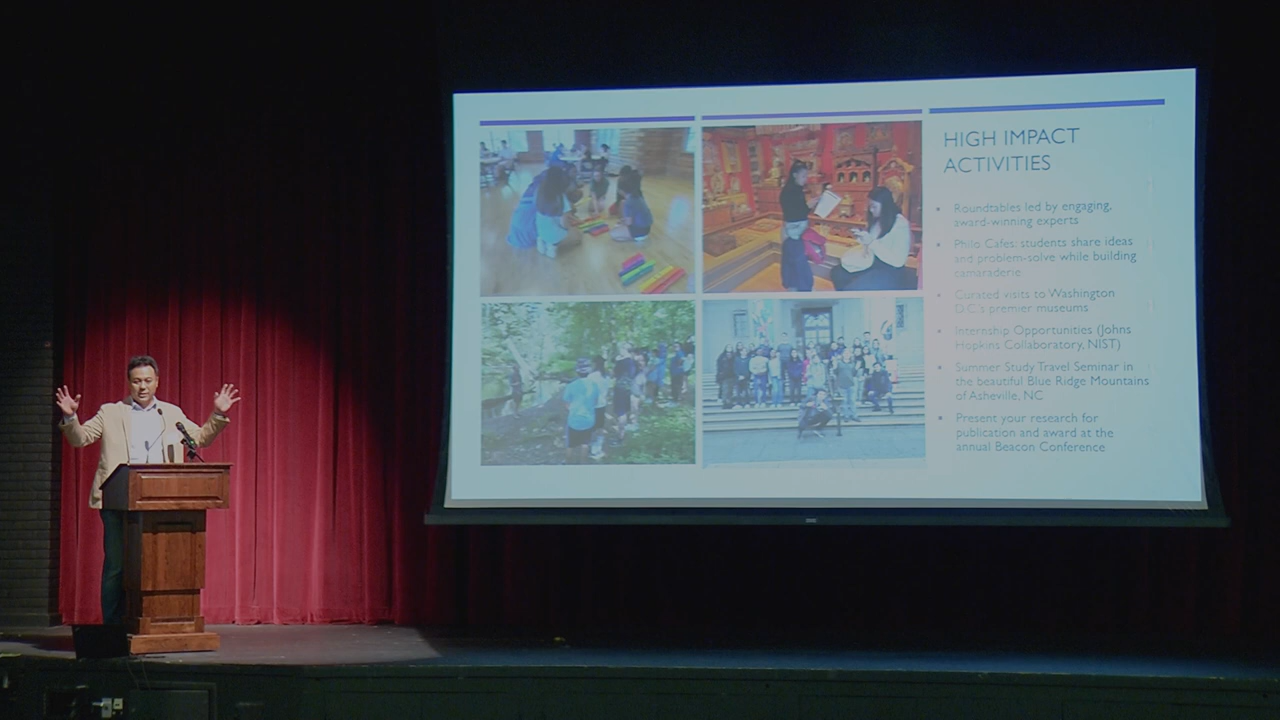 HIGH IMPACT
ACTIVITIES
Roundtables led by engaging,
award-winning experts
Philo Cafes: students share ideas
and problem-solve while building
camaraderie
Curated visits to Washington
D.C.'s premier museums
Internship Opportunities (Johns
Hopkins Collaboratory, NIST)
Summer Study Travel Seminar in
the beautiful Blue Ridge Mountains
of Asheville, NC
Present your research for
publication and award at the
annual Beacon Conference